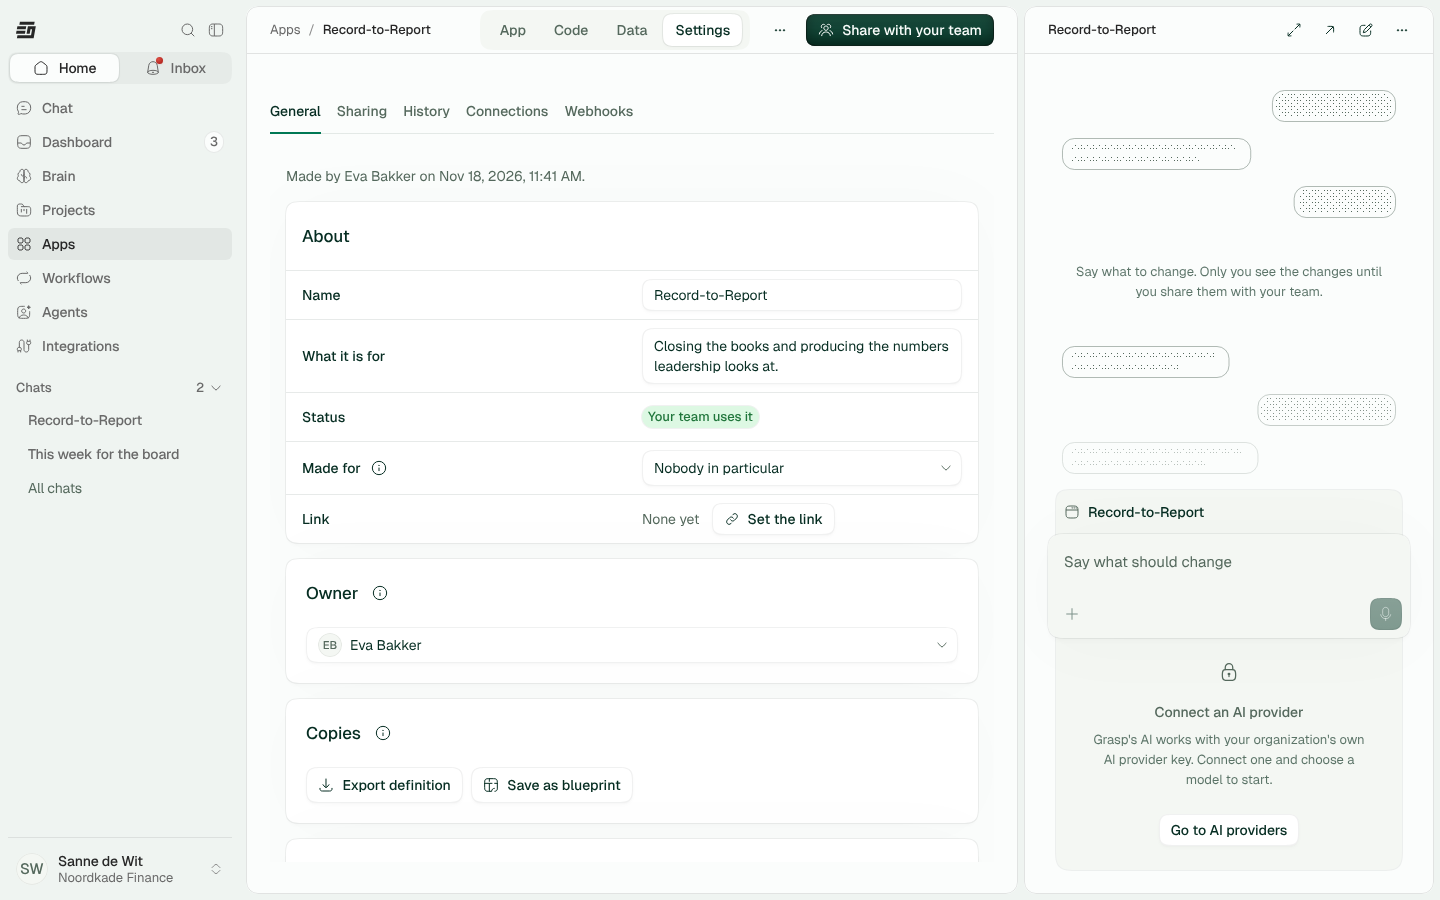 Home
Inbox
Chat
Dashboard
3
Brain
Projects
Apps
Workflows
Agents
Integrations
Chats
2
Record-to-Report
This week for the board
All chats
SW
Sanne de Wit
Noordkade Finance
Apps / Record-to-Report
App
Code
Data
Settings
Share with your team
General
Sharing
History
Connections
Webhooks
Made by Eva Bakker on Nov 18, 2026, 11:41 AM.
About
Name
Record-to-Report
What it is for
Closing the books and producing the numbers
leadership looks at.
Status
Your team uses it
Made for
Nobody in particular
Link
None yet
Set the link
Owner
EB
Eva Bakker
Copies
Export definition
Save as blueprint
Record-to-Report
Say what to change. Only you see the changes until
you share them with your team.
Record-to-Report
Say what should change
Connect an AI provider
Grasp's AI works with your organization's own
AI provider key. Connect one and choose a
model to start.
Go to AI providers